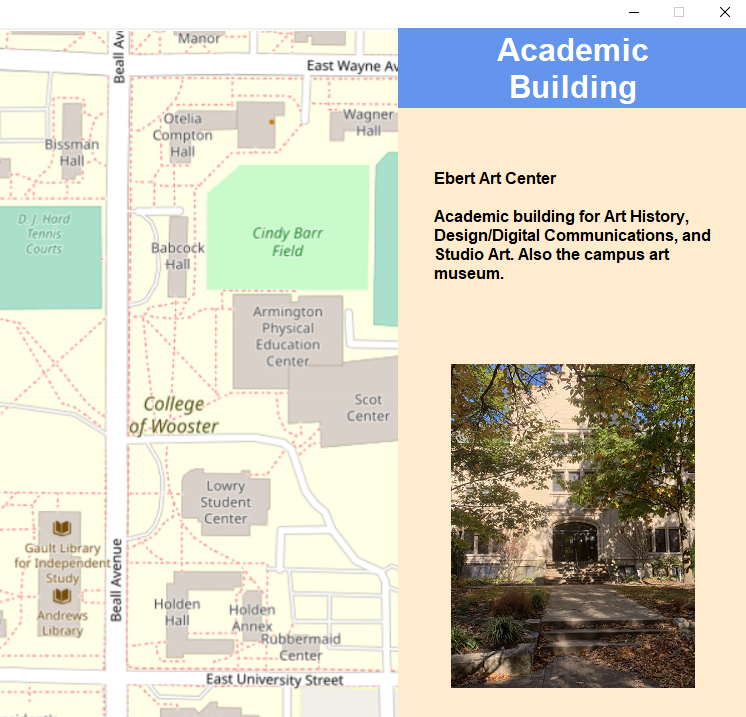 Manor
Beall Av
East Wayne Av
Otelia
Compton
Hall
Wagner
Hall
Bissman
Hall
D. J. Hard
Tennis
Courts
Cindy Barr
Field
Babcock
Hall
Armington
Physical
Education
Center
College
of Wooster
Scot
Center
Lowry
Student
Center
Gault Library
for Independent
Study
Andrews
Library
Beall Avenue
Holden
Hall
Holden
Annex
Rubbermaid
Center
East University Street
Academic
Building
Ebert Art Center
Academic building for Art History,
Design/Digital Communications, and
Studio Art. Also the campus art
museum.